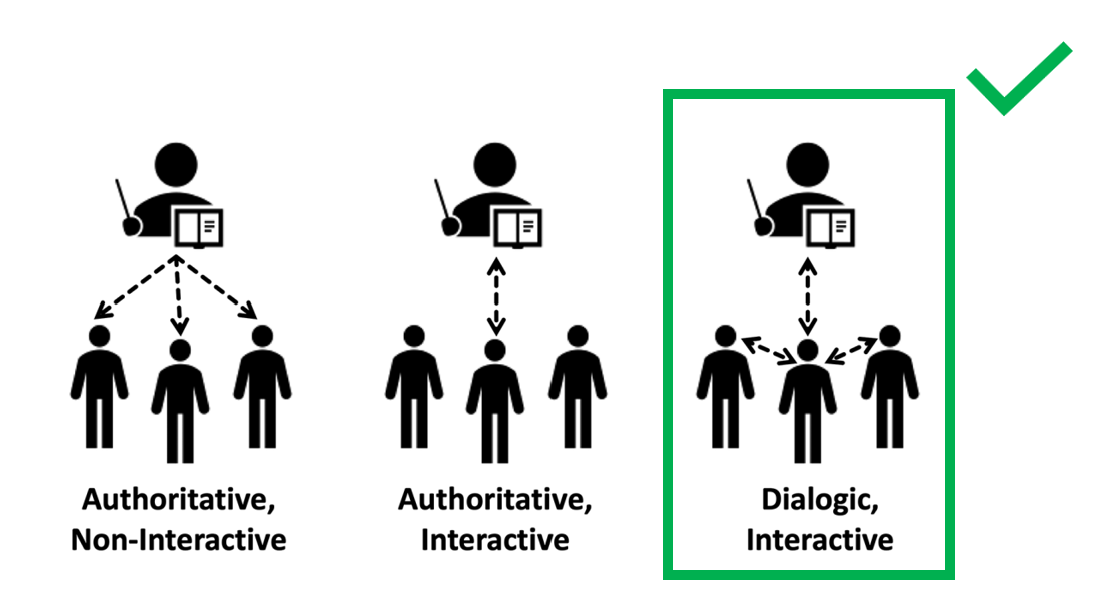 Authoritative,
Non-Interactive
Authoritative,
Interactive
Dialogic,
Interactive